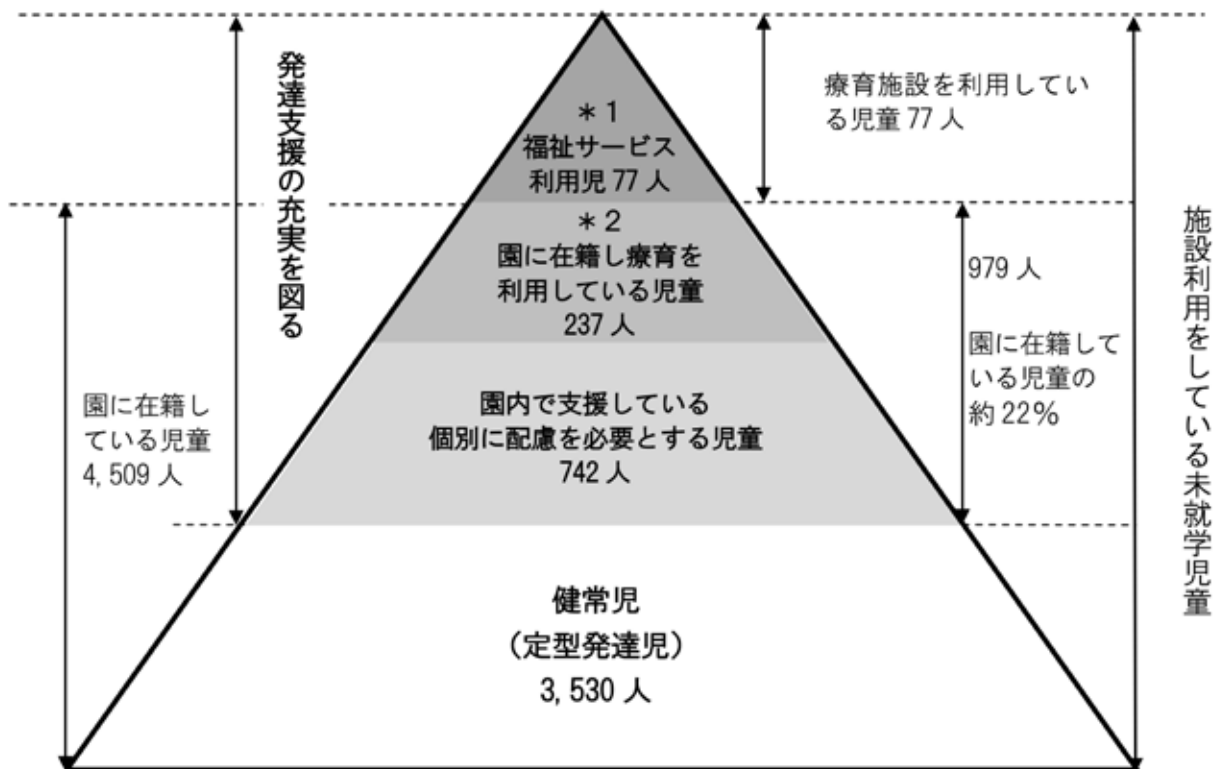 発達支援の充実を図る
園に在籍し
ている児童
4,509 人
＊1
福祉サービス
利用児 77 人
＊2
園に在籍し療育を
利用している児童
237 人
園内で支援している
個別に配慮を必要とする児童
742 人
健常児
（定型発達児）
3,530 人
療育施設を利用してい
る児童 77 人
979 人
園に在籍して
いる児童の
約 22％
施設利用をしている未就学児童